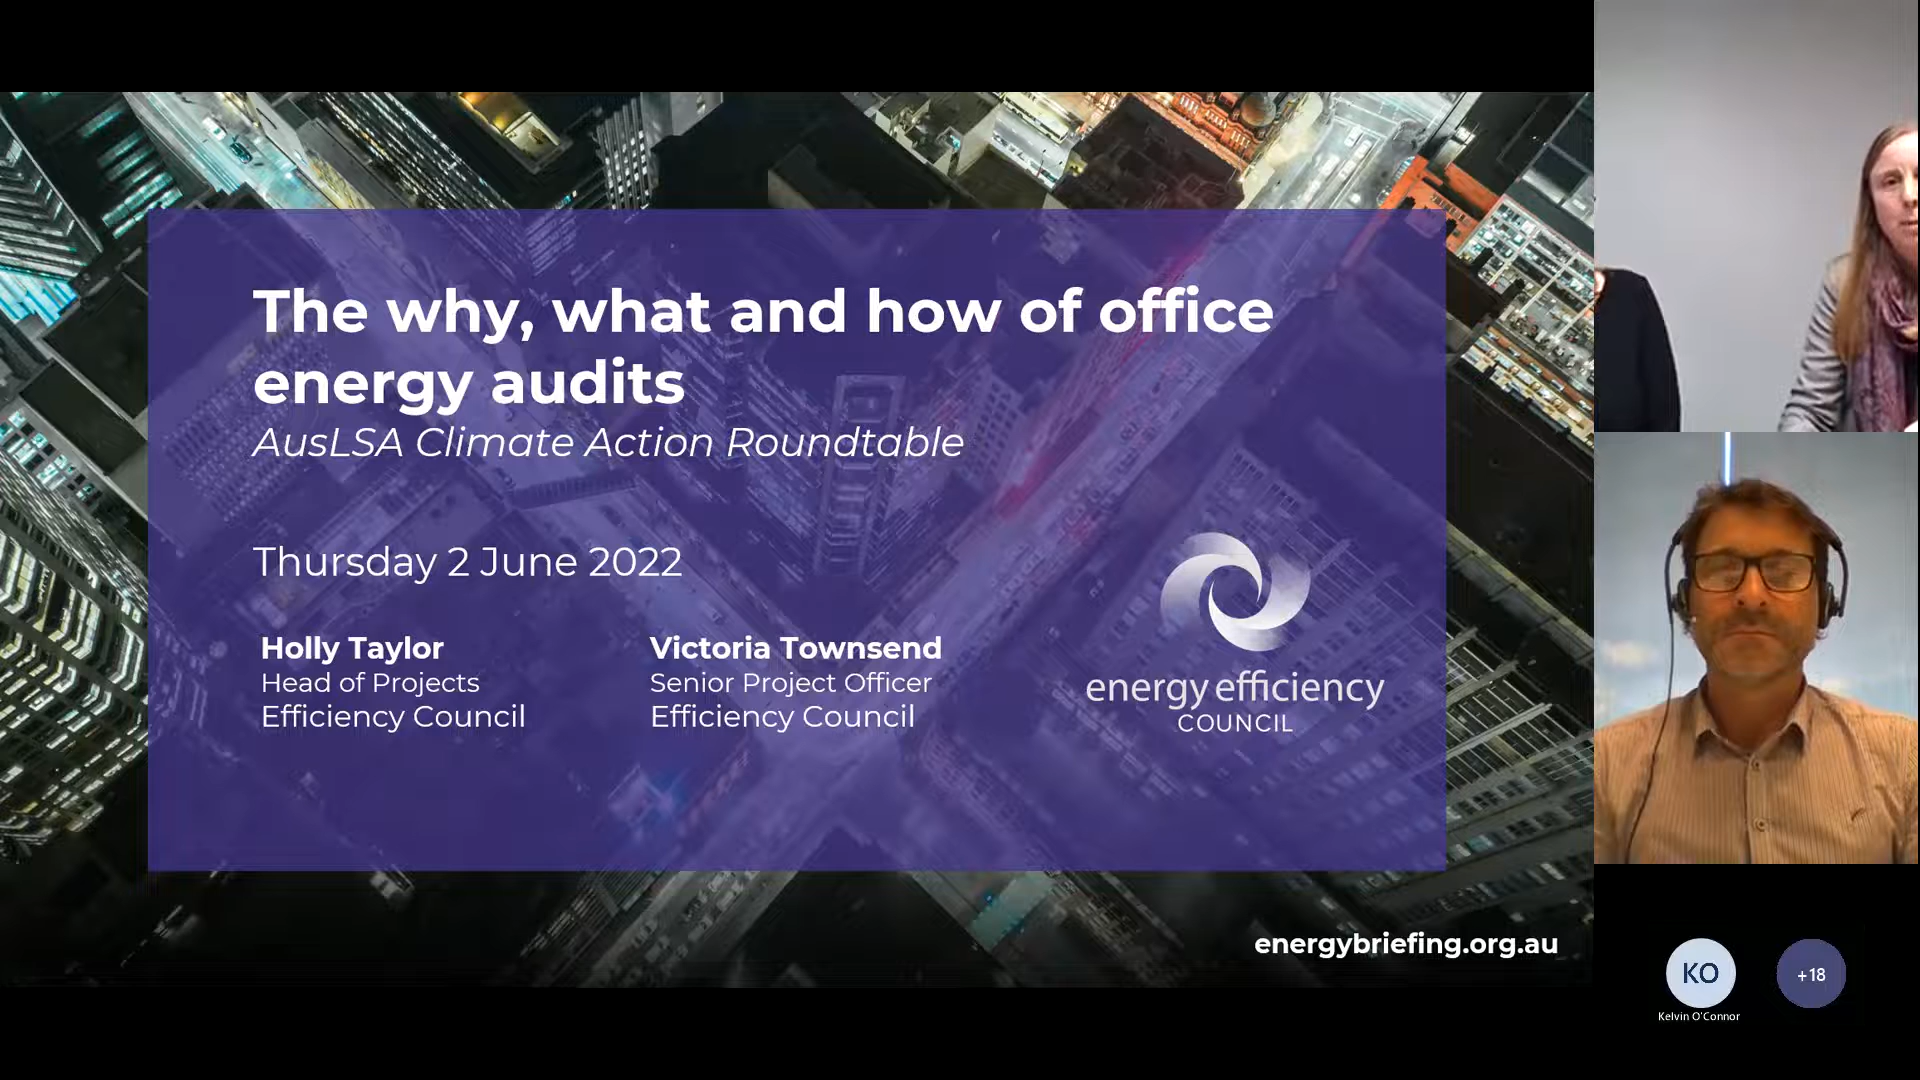 The why, what and how of office
energy audits
AusLSA Climate Action Roundtable
Thursday 2 June 2022
Holly Taylor
Head of Projects
Efficiency Council
Victoria Townsend
Senior Project Officer
Efficiency Council
energy efficiency
COUNCIL
energybriefing.org.au
KO
+18
Kelvin O'Connor